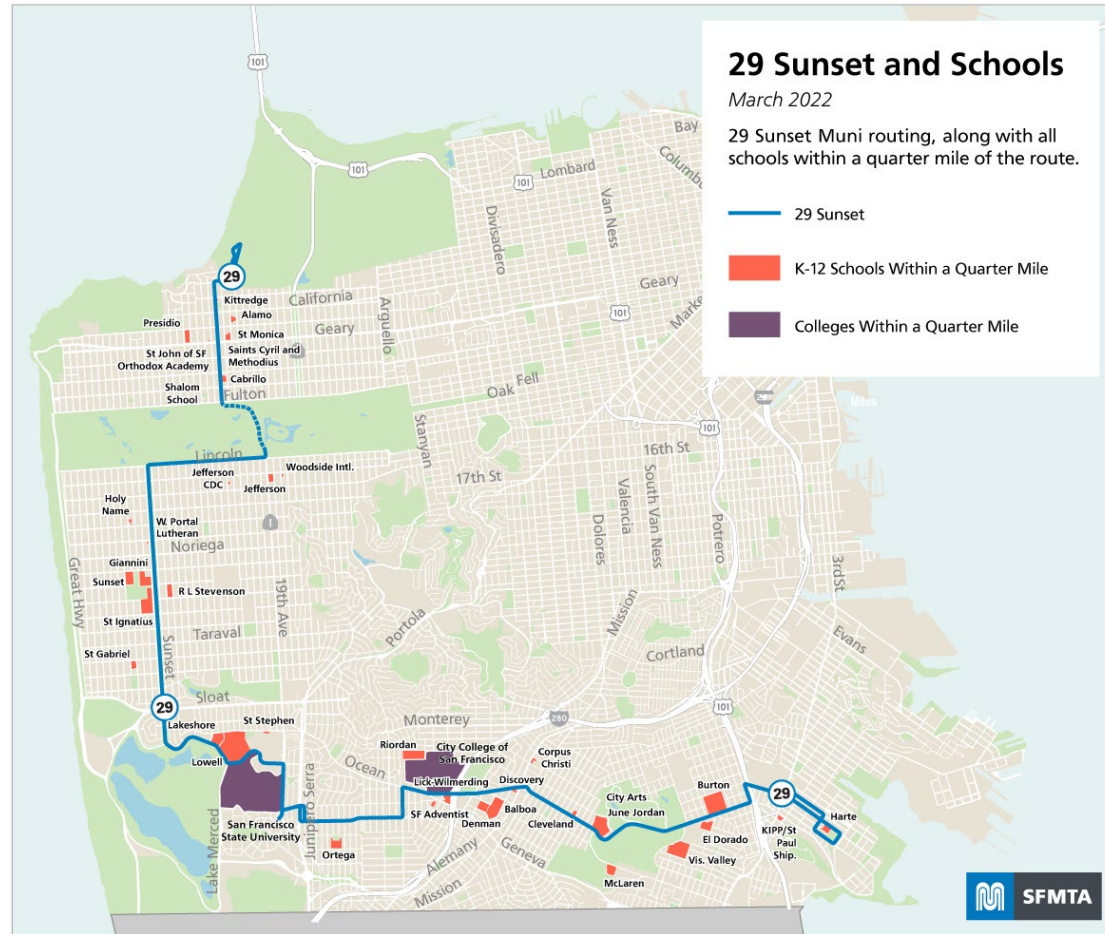 29 Sunset and Schools
March 2022
29 Sunset Muni routing, along with all
schools within a quarter mile of the route.
29 Sunset
K-12 Schools Within a Quarter Mile
Colleges Within a Quarter Mile
101
101
101
Bay
Columbu
Lombard
Van Ness
Divisadero
29
Kittredge
California
Alamo
Geary
Geary
Presidio
St Monica
Arguello
101
Marke
St John of SF
Orthodox Academy
Saints Cyril and
Methodius
Cabrillo
Shalom
School
Fulton
Oak
Fell
Miles
Stanyan
101
Lincoln
16th St
17th St
Jefferson
CDC
Woodside Intl.
Jefferson
Holy
Name
W. Portal
Lutheran
1
Noriega
Valencia
South Van Ness
Dolores
Potrero
3rd St
Great Hwy
Giannini
Sunset
R L Stevenson
19th Ave
St Ignatius
Taraval
Portola
Mission
Evans
St Gabriel
Sunset
Cortland
Sloat
29
101
Lakeshore
St Stephen
Monterey
280
Lowell
Riordan
City College of
San Francisco
Corpus
Christi
Ocean
Lick-Wilmerding
Discovery
Junipero Serra
SF Adventist
Balboa
City Arts
Burton
29
Denman
Cleveland
June Jordan
Harte
San Francisco
State University
El Dorado
KIPP/St
Paul
Ship.
Lake Merced
Ortega
Alemany
Geneva
Vis. Valley
Mission
McLaren
SFMTA